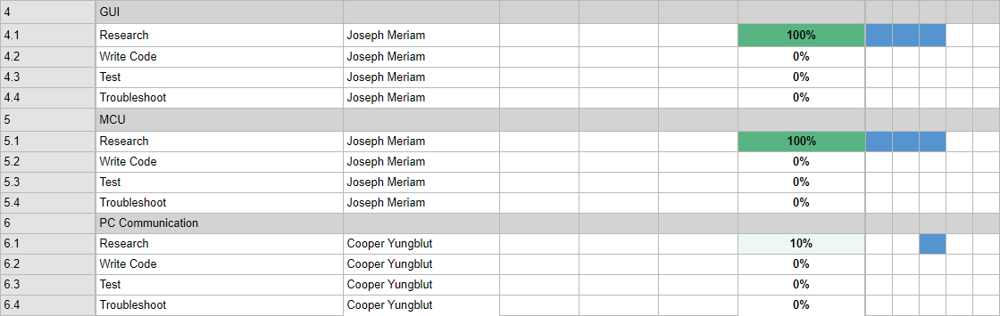 4 GUI
4.1 Research Joseph Meriam 100%
4.2 Write Code Joseph Meriam 0%
4.3 Test Joseph Meriam 0%
4.4 Troubleshoot Joseph Meriam 0%
5 MCU
5.1 Research Joseph Meriam 100%
5.2 Write Code Joseph Meriam 0%
5.3 Test Joseph Meriam 0%
5.4 Troubleshoot Joseph Meriam 0%
6 PC Communication
6.1 Research Cooper Yungblut 10%
6.2 Write Code Cooper Yungblut 0%
6.3 Test Cooper Yungblut 0%
6.4 Troubleshoot Cooper Yungblut 0%